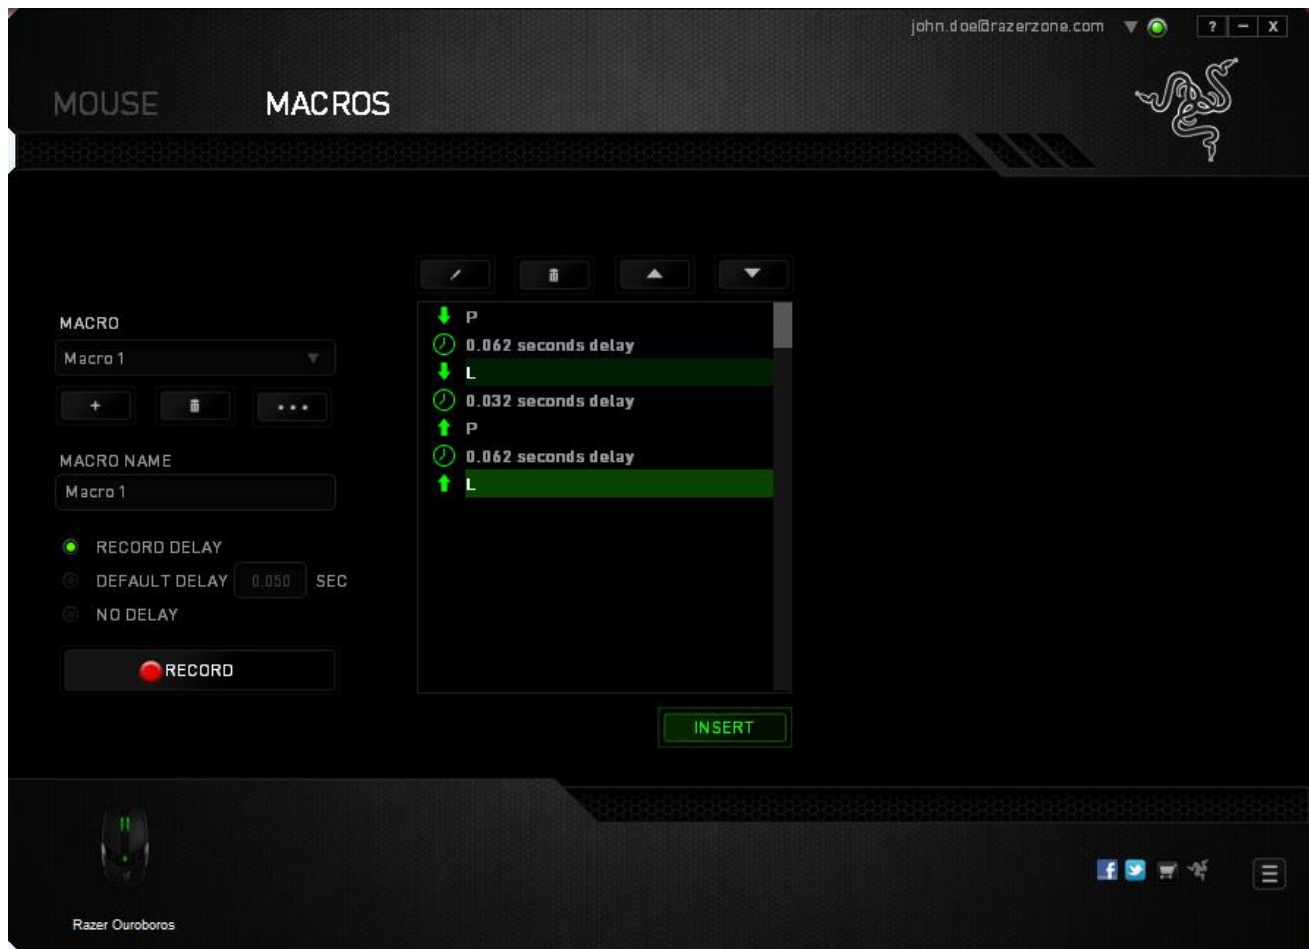 john.doe@razerzone.com
? – X
MOUSE
MACROS
MACRO
Macro 1
+
...
MACRO NAME
Macro 1
RECORD DELAY
DEFAULT DELAY 0.050 SEC
NO DELAY
RECORD
P
0.062 seconds delay
L
0.032 seconds delay
P
0.062 seconds delay
L
INSERT
Razer Ouroboros